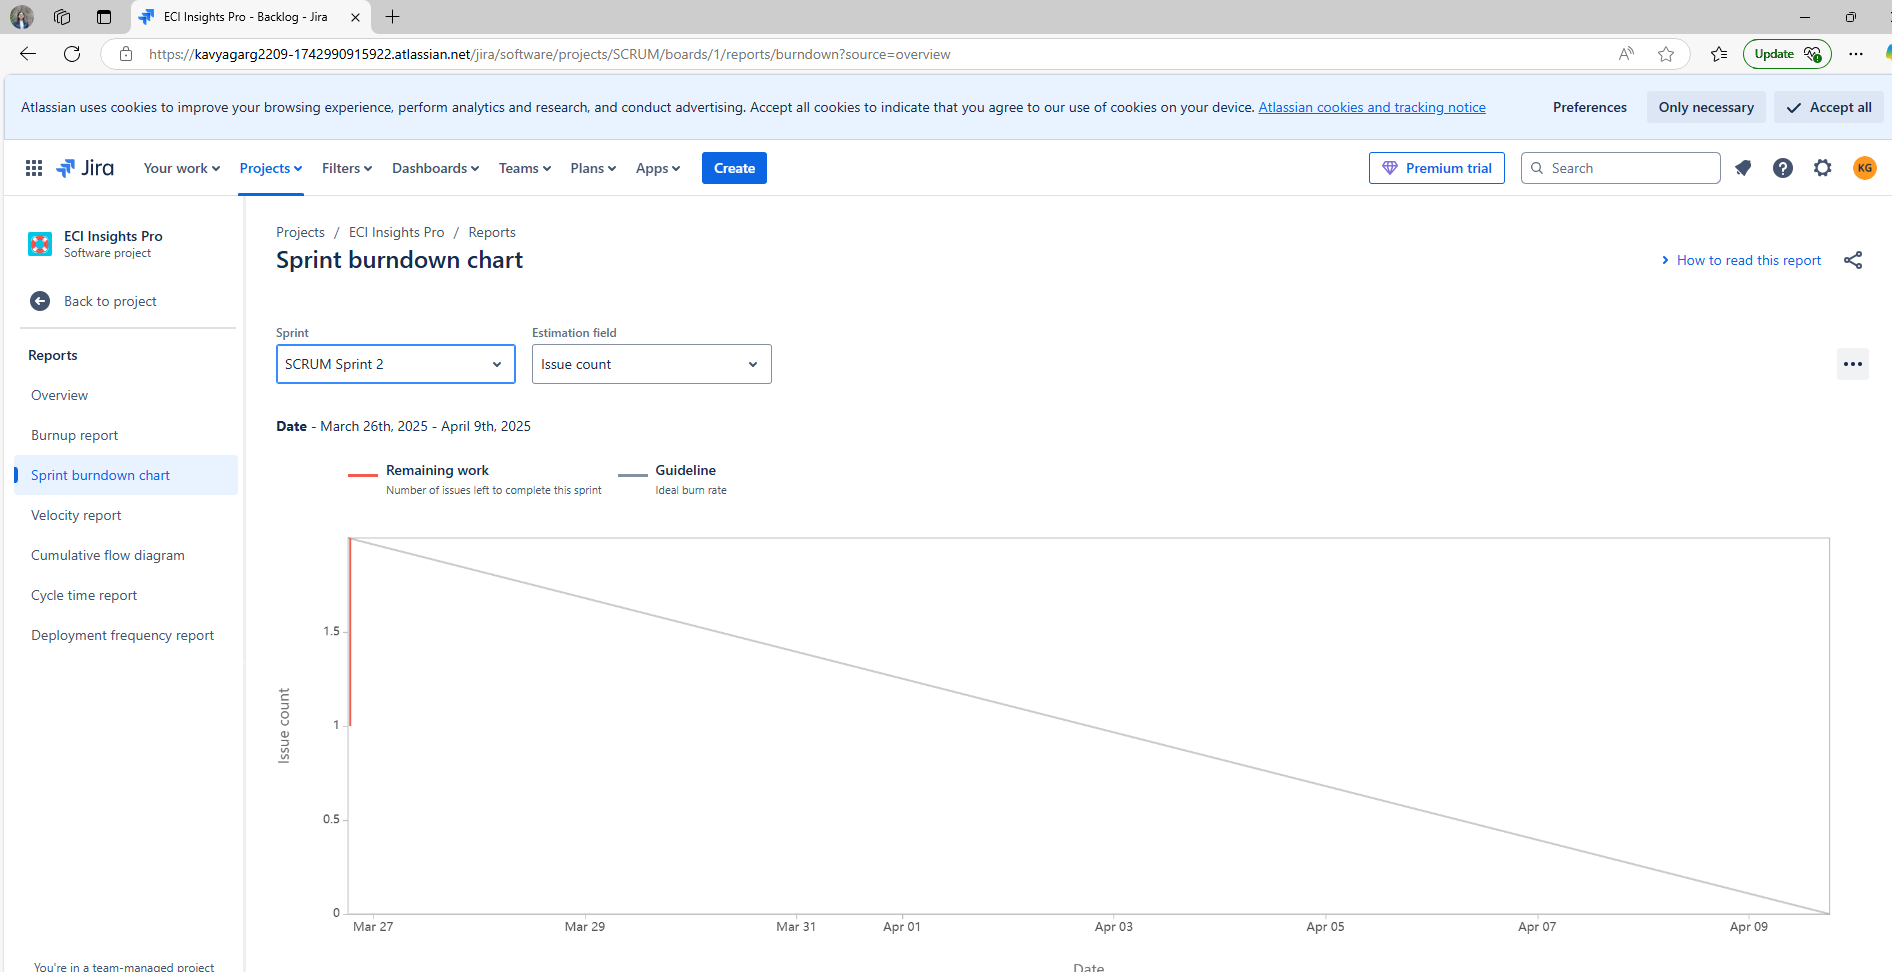 ECI Insights Pro - Backlog - Jira
https://kavyagarg2209-1742990915922.atlassian.net/jira/software/projects/SCRUM/boards/1/reports/burndown?source=overview
Update
Atlassian uses cookies to improve your browsing experience, perform analytics and research, and conduct advertising. Accept all cookies to indicate that you agree to our use of cookies on your device. Atlassian cookies and tracking notice
Preferences
Only necessary
Accept all
Jira
Your work
Projects
Filters
Dashboards
Teams
Plans
Apps
Create
Premium trial
Search
KG
ECI Insights Pro
Software project
Back to project
Reports
Overview
Burnup report
Sprint burndown chart
Velocity report
Cumulative flow diagram
Cycle time report
Deployment frequency report
You're in a team-managed project
Projects / ECI Insights Pro / Reports
Sprint burndown chart
How to read this report
Sprint
SCRUM Sprint 2
Estimation field
Issue count
Date - March 26th, 2025 - April 9th, 2025
Remaining work
Number of issues left to complete this sprint
Guideline
Ideal burn rate
Issue count
1.5
1
0.5
0
Mar 27
Mar 29
Mar 31
Apr 01
Apr 03
Apr 05
Apr 07
Apr 09
Date